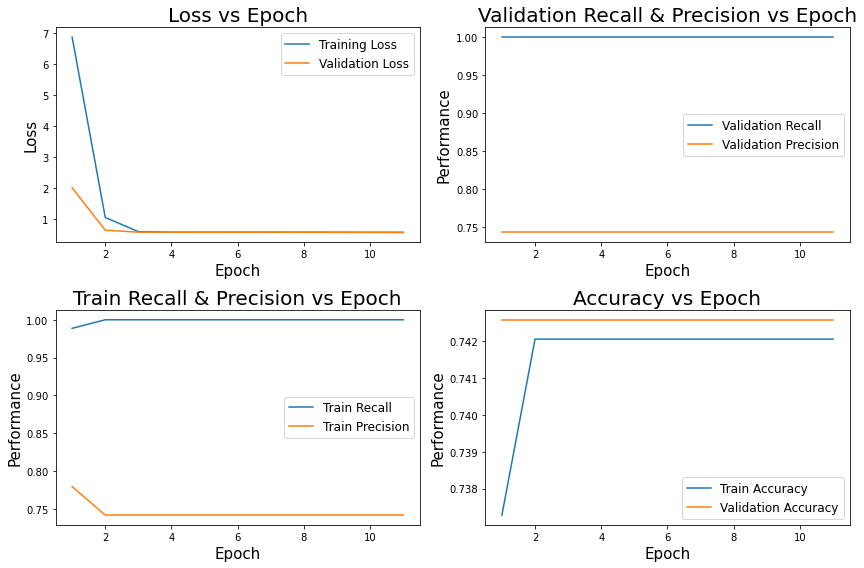 Loss vs Epoch
7
6
5
4
3
2
1
Loss
Training Loss
Validation Loss
2 4 6 8 10
Epoch
Validation Recall & Precision vs Epoch
1.00
0.95
0.90
0.85
0.80
0.75
Performance
Validation Recall
Validation Precision
2 4 6 8 10
Epoch
Train Recall & Precision vs Epoch
1.00
0.95
0.90
0.85
0.80
0.75
Performance
Train Recall
Train Precision
2 4 6 8 10
Epoch
Accuracy vs Epoch
0.742
0.741
0.740
0.739
0.738
Performance
Train Accuracy
Validation Accuracy
2 4 6 8 10
Epoch